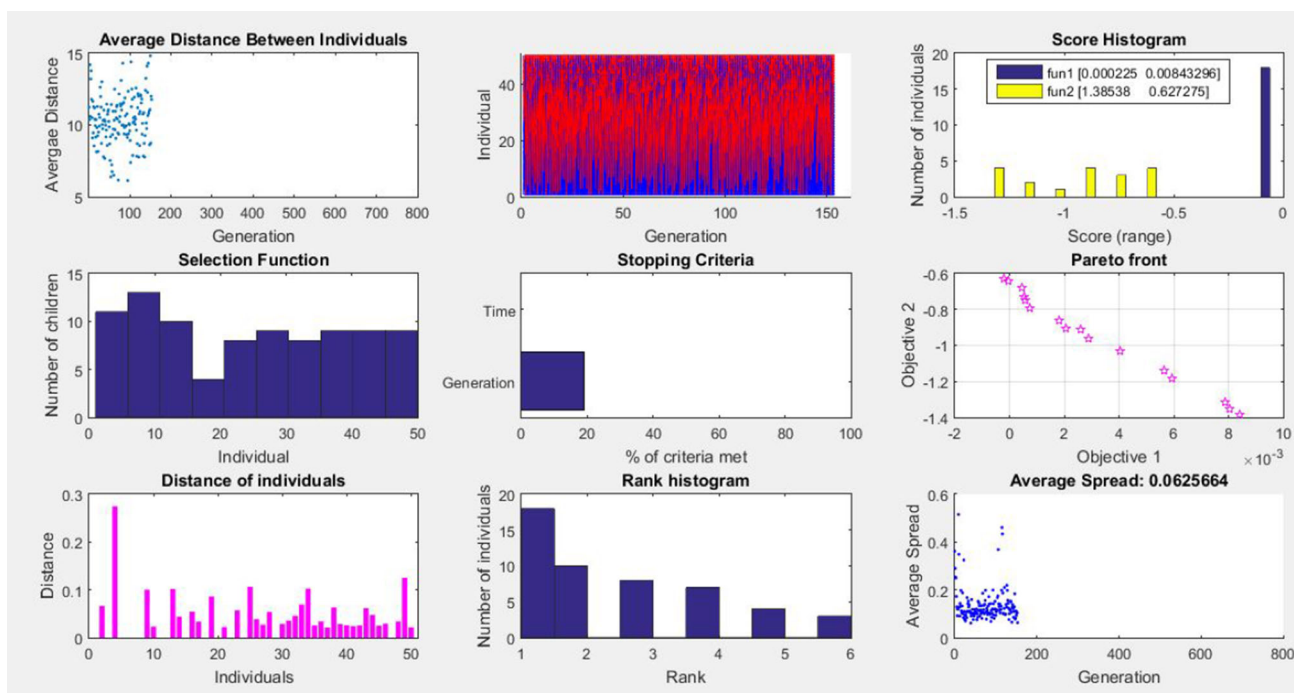 Average Distance Between Individuals
15
10
5
Avergae Distance
100 200 300 400 500 600 700 800
Generation
40
20
0
Individual
0 50 100 150
Generation
Score Histogram
20
15
10
5
0
Number of individuals
fun1 [0.000225 0.00843296]
fun2 [1.38538 0.627275]
-1.5 -1 -0.5 0
Score (range)
Selection Function
15
10
5
0
Number of children
0 10 20 30 40 50
Individual
Stopping Criteria
Time
Generation
0 20 40 60 80 100
% of criteria met
Pareto front
-0.6
-0.8
-1
-1.2
-1.4
Objective 2
-2 0 2 4 6 8 10
Objective 1
× 10-3
Distance of individuals
0.3
0.2
0.1
0
Distance
0 10 20 30 40 50
Individuals
Rank histogram
20
15
10
5
0
Number of individuals
1 2 3 4 5 6
Rank
Average Spread: 0.0625664
0.6
0.4
0.2
0
Average Spread
0 200 400 600 800
Generation